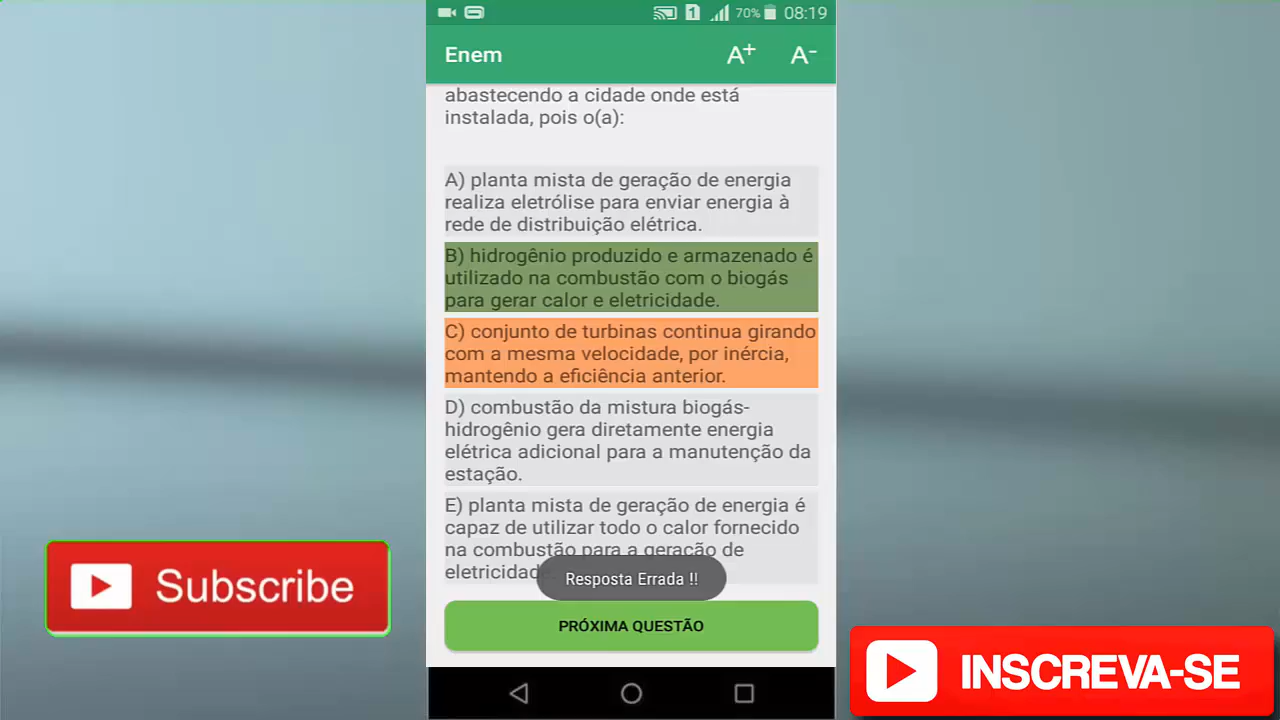 70% 08:19
Enem A+ A-
abastecendo a cidade onde está
instalada, pois o(a):
A) planta mista de geração de energia
realiza eletrólise para enviar energia à
rede de distribuição elétrica.
B) hidrogênio produzido e armazenado é
utilizado na combustão com o biogás
para gerar calor e eletricidade.
C) conjunto de turbinas continua girando
com a mesma velocidade, por inércia,
mantendo a eficiência anterior.
D) combustão da mistura biogás-
hidrogênio gera diretamente energia
elétrica adicional para a manutenção da
estação.
E) planta mista de geração de energia é
capaz de utilizar todo o calor fornecido
na combustão para a geração de
eletricidade.
Resposta Errada !!
PRÓXIMA QUESTÃO
Subscribe
INSCREVA-SE